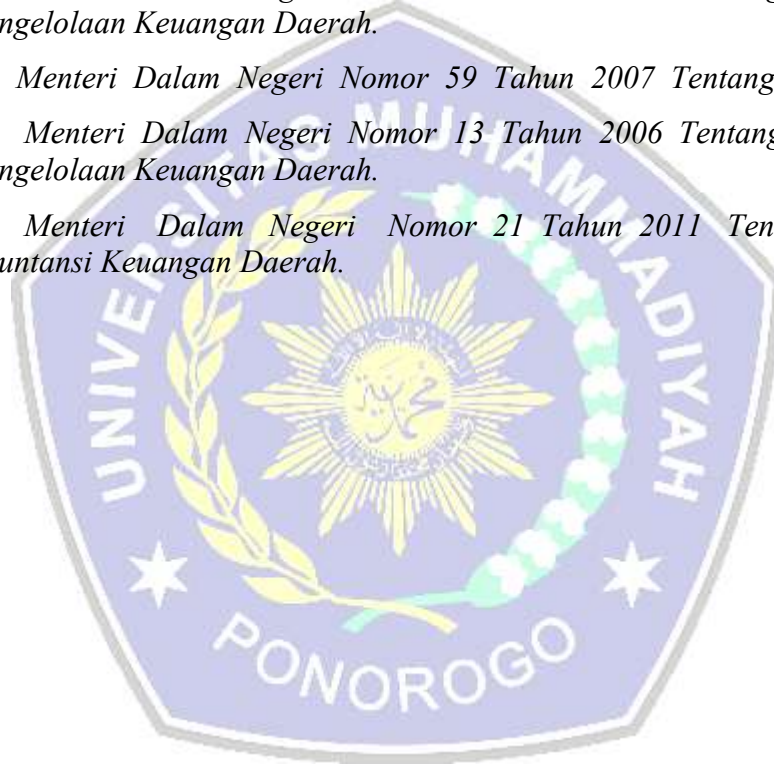 ngelolaan Keuangan Daerah.
Menteri Dalam Negeri Nomor 59 Tahun 2007 Tentang
Menteri Dalam Negeri Nomor 13 Tahun 2006 Tentang
ngelolaan Keuangan Daerah.
Menteri Dalam Negeri Nomor 21 Tahun 2011 Ten
untansi Keuangan Daerah.
UNIVERSITAS MUHAMMADIYAH
PONOROGO
محمد